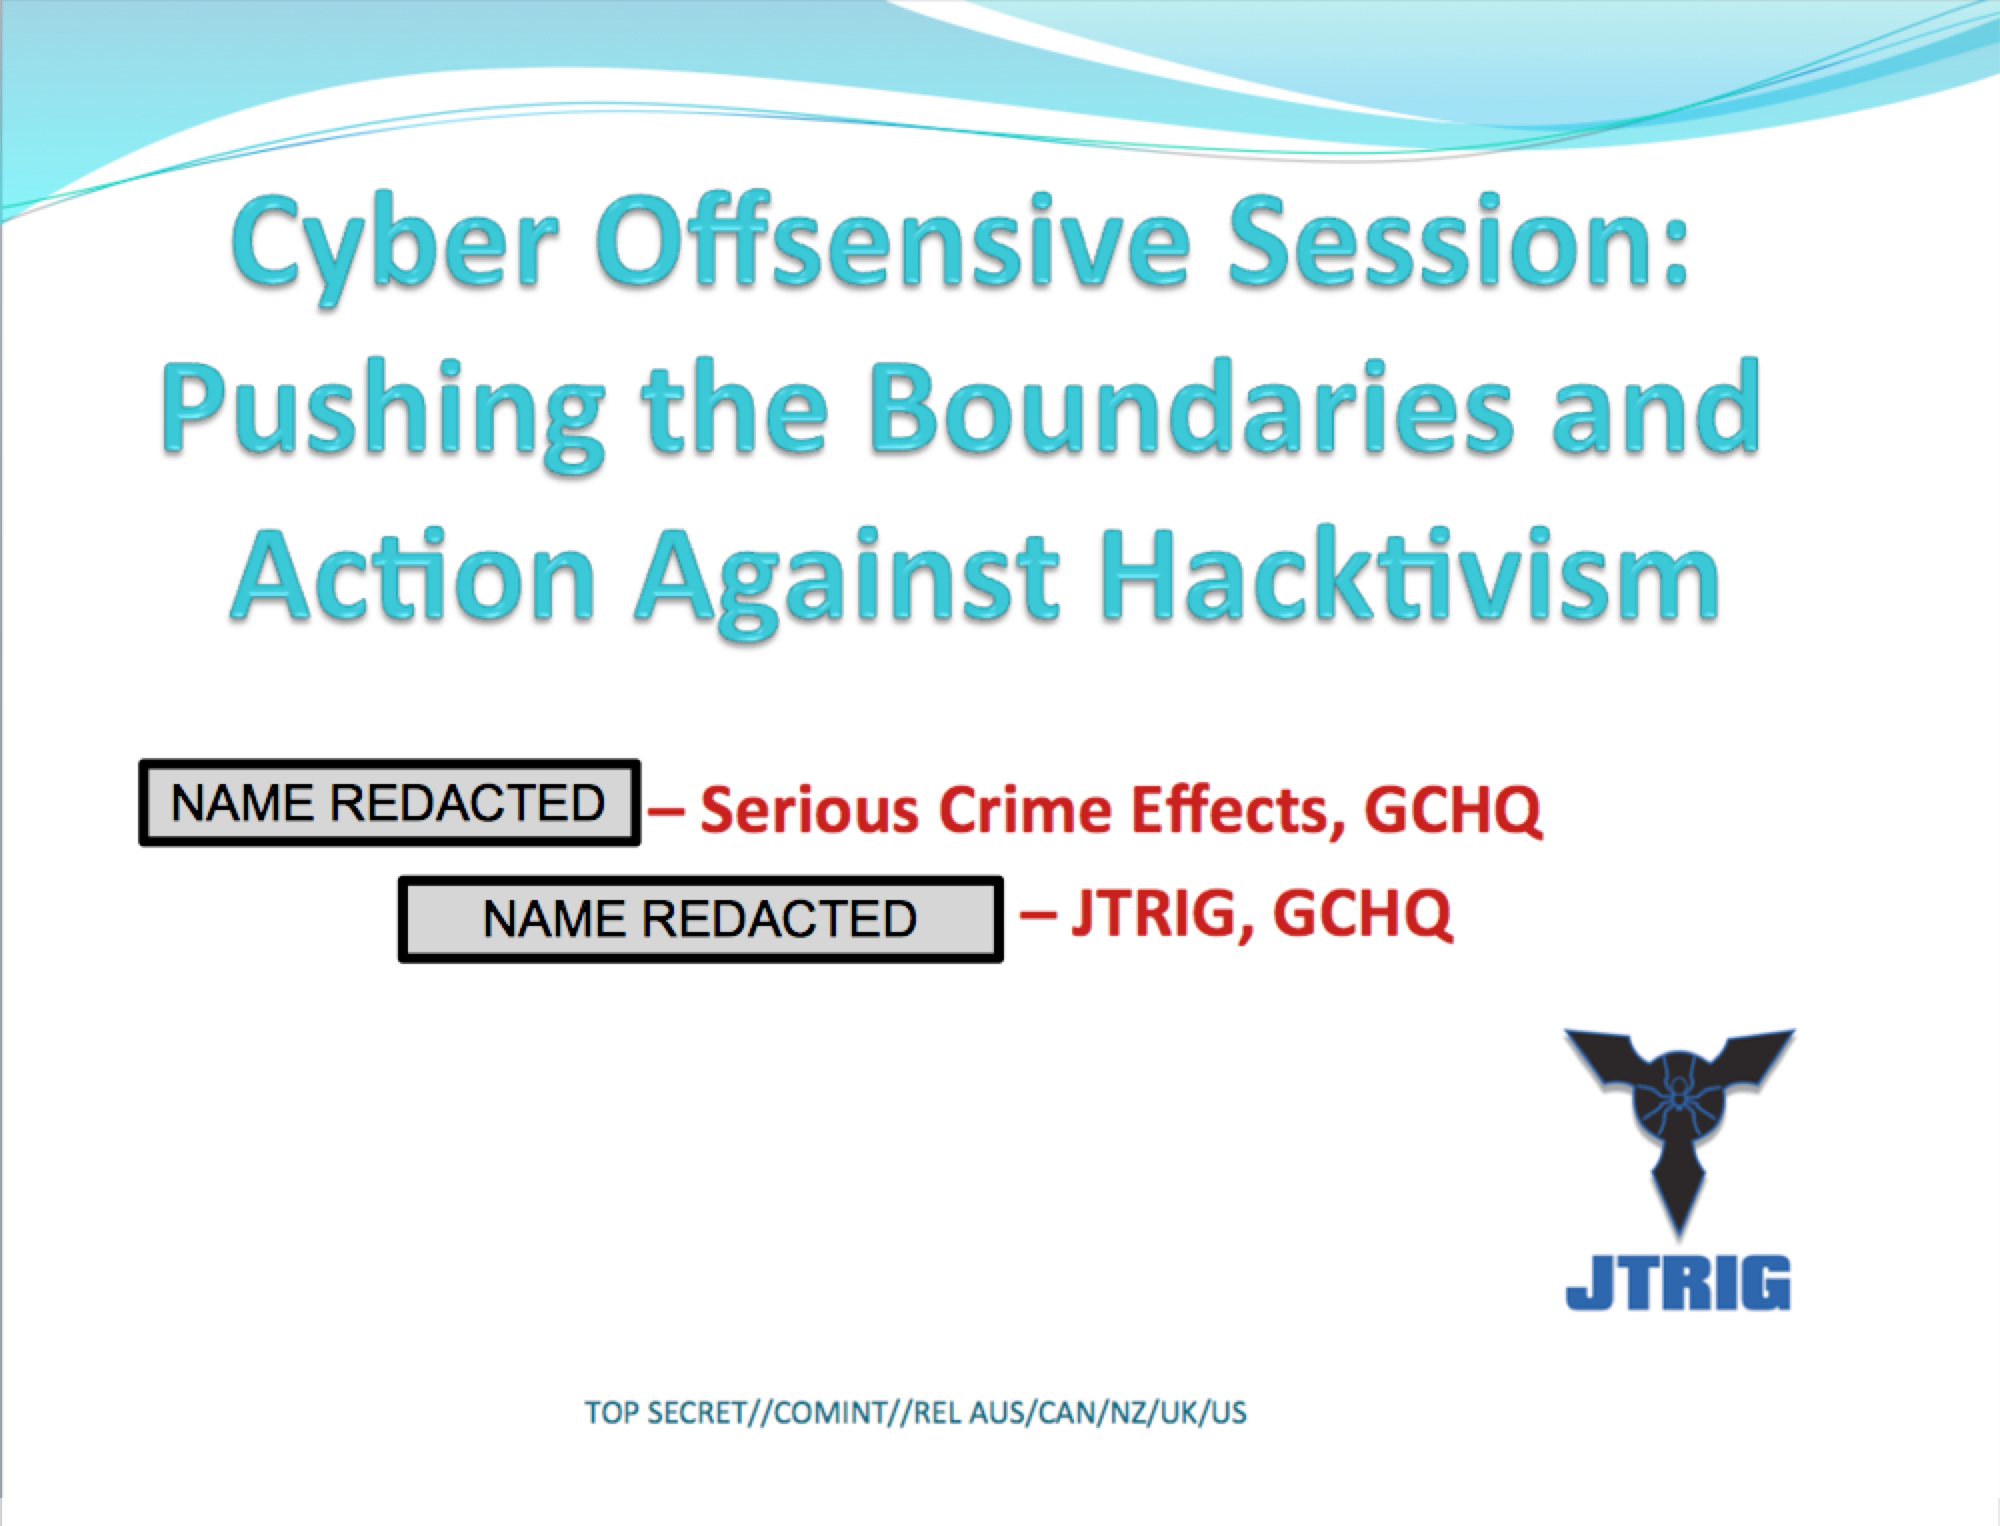 Cyber Offsensive Session:
Pushing the Boundaries and
Action Against Hacktivism
NAME REDACTED – Serious Crime Effects, GCHQ
NAME REDACTED – JTRIG, GCHQ
JTRIG
TOP SECRET//COMINT//REL AUS/CAN/NZ/UK/US